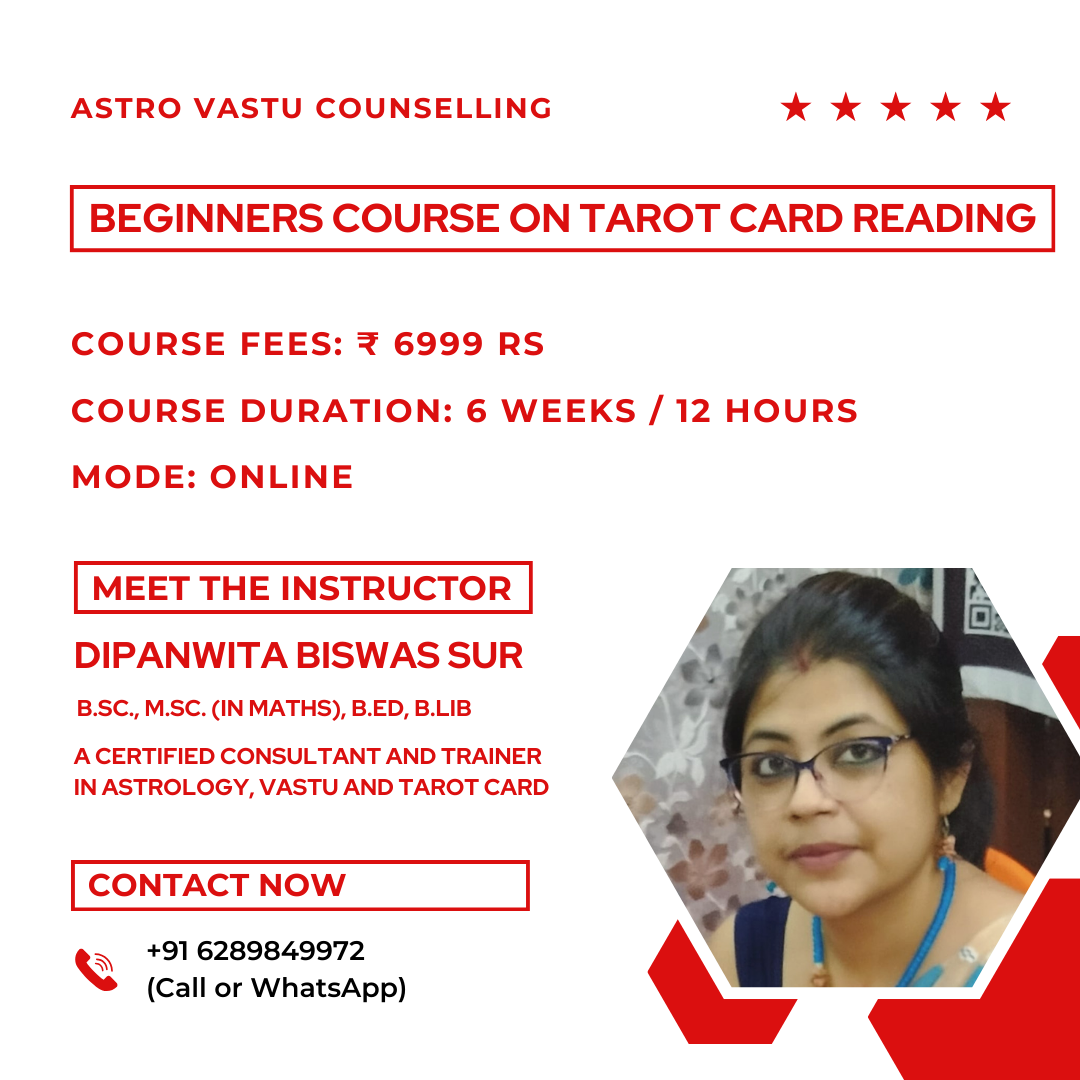 ASTRO VASTU COUNSELLING
BEGINNERS COURSE ON TAROT CARD READING
COURSE FEES: ₹ 6999 RS
COURSE DURATION: 6 WEEKS / 12 HOURS
MODE: ONLINE
MEET THE INSTRUCTOR
DIPANWITA BISWAS SUR
B.SC., M.SC. (IN MATHS), B.ED, B.LIB
A CERTIFIED CONSULTANT AND TRAINER
IN ASTROLOGY, VASTU AND TAROT CARD
CONTACT NOW
+91 6289849972
(Call or WhatsApp)